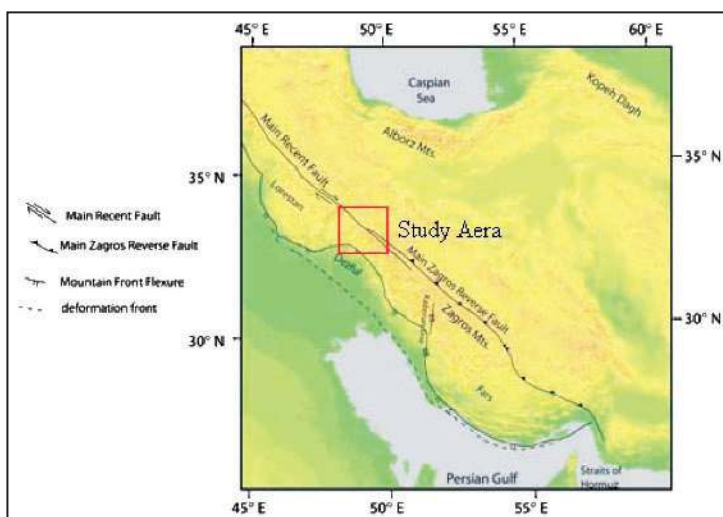 45° E
50° E
55° E
60° E
Caspian
Sea
Kopeh Dagh
Main Recent Fault
Alborz Mts.
35° N
35° N
Lorestan
Main Recent Fault
Study Aera
Main Zagros Reverse Fault
Dezful
Main Zagros Reverse Fault
Mountain Front Flexure
Zagros Mts.
deformation front
30° N
30° N
Fars
Persian Gulf
Straits of
Hormuz
45° E
50° E
55° E